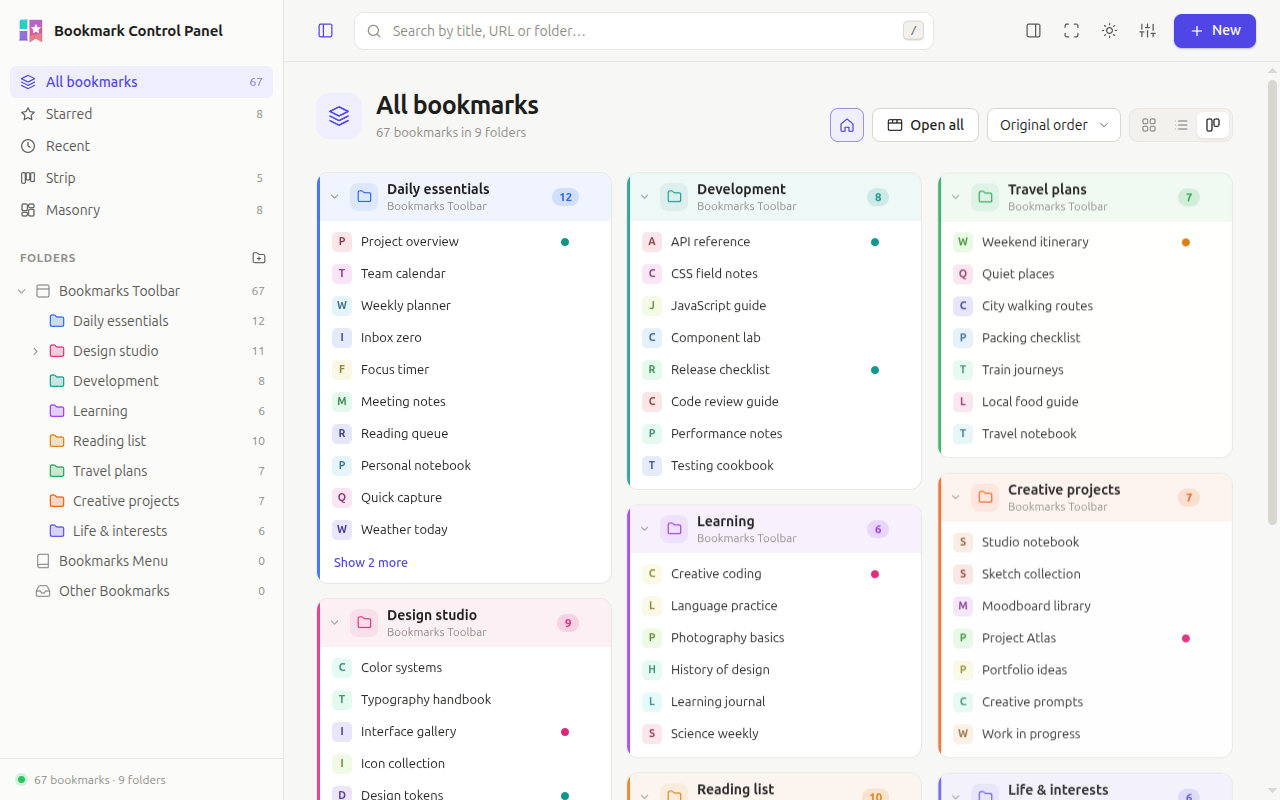 Bookmark Control Panel
Search by title, URL or folder…
/
New
All bookmarks 67
Starred 8
Recent
Strip 5
Masonry 8
FOLDERS
Bookmarks Toolbar 67
Daily essentials 12
Design studio 11
Development 8
Learning 6
Reading list 10
Travel plans 7
Creative projects 7
Life & interests 6
Bookmarks Menu 0
Other Bookmarks 0
67 bookmarks · 9 folders
All bookmarks
67 bookmarks in 9 folders
Open all
Original order
Daily essentials
Bookmarks Toolbar
12
P Project overview
T Team calendar
W Weekly planner
I Inbox zero
F Focus timer
M Meeting notes
R Reading queue
P Personal notebook
Q Quick capture
W Weather today
Show 2 more
Design studio
Bookmarks Toolbar
9
C Color systems
T Typography handbook
I Interface gallery
I Icon collection
D Design tokens
Development
Bookmarks Toolbar
8
A API reference
C CSS field notes
J JavaScript guide
C Component lab
R Release checklist
C Code review guide
P Performance notes
T Testing cookbook
Learning
Bookmarks Toolbar
6
C Creative coding
L Language practice
P Photography basics
H History of design
L Learning journal
S Science weekly
Reading list
10
Travel plans
Bookmarks Toolbar
7
W Weekend itinerary
Q Quiet places
C City walking routes
P Packing checklist
T Train journeys
L Local food guide
T Travel notebook
Creative projects
Bookmarks Toolbar
7
S Studio notebook
S Sketch collection
M Moodboard library
P Project Atlas
P Portfolio ideas
C Creative prompts
W Work in progress
Life & interests
6